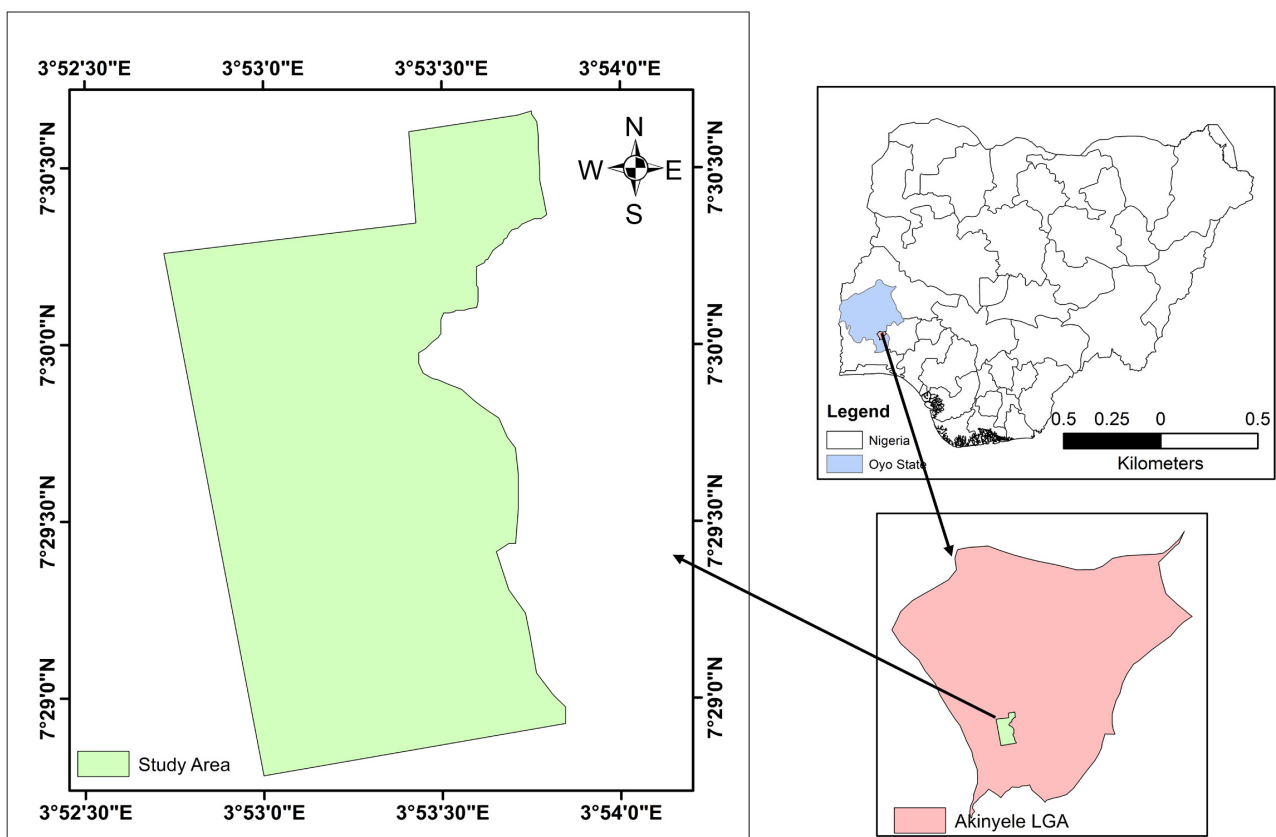 3°52'30"E 3°53'0"E 3°53'30"E 3°54'0"E
7°30'30"N
7°30'0"N
7°29'30"N
7°29'0"N
N
W E
S
7°30'30"N
7°30'0"N
7°29'30"N
7°29'0"N
Study Area
3°52'30"E 3°53'0"E 3°53'30"E 3°54'0"E
Legend
Nigeria
Oyo State
0.5 0.25 0 0.5
Kilometers
Akinyele LGA